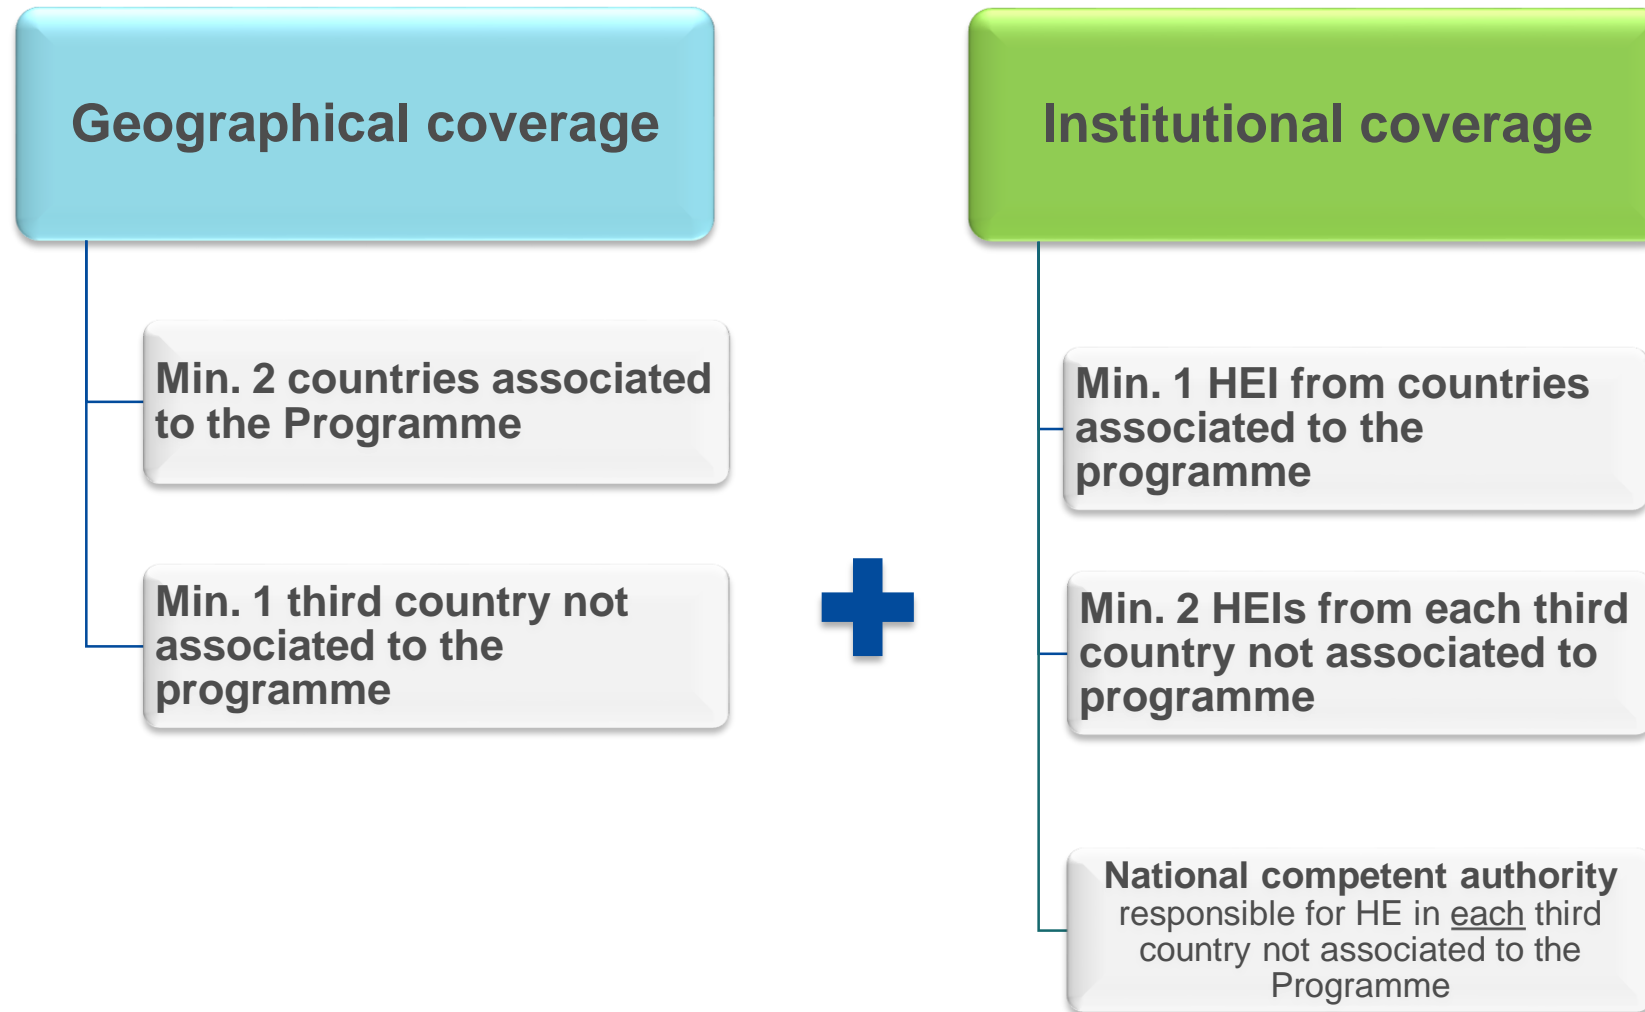 Geographical coverage
Min. 2 countries associated
to the Programme
Min. 1 third country not
associated to the
programme
Institutional coverage
Min. 1 HEI from countries
associated to the
programme
Min. 2 HEIs from each third
country not associated to
programme
National competent authority
responsible for HE in each third
country not associated to the
Programme